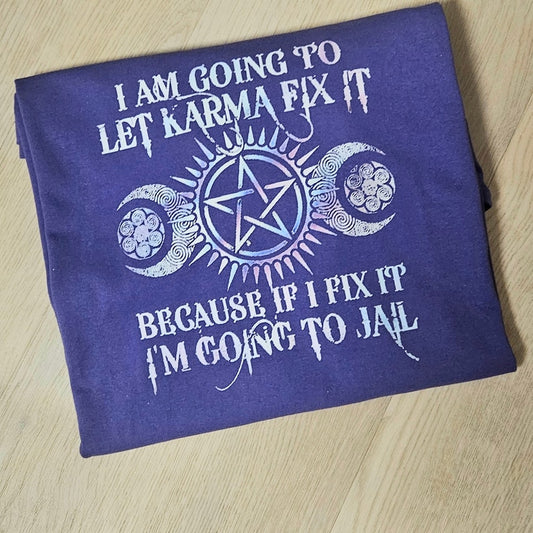 I AM GOING TO
LET KARMA FIX IT
BECAUSE IF I FIX IT
I'M GOING TO JAIL